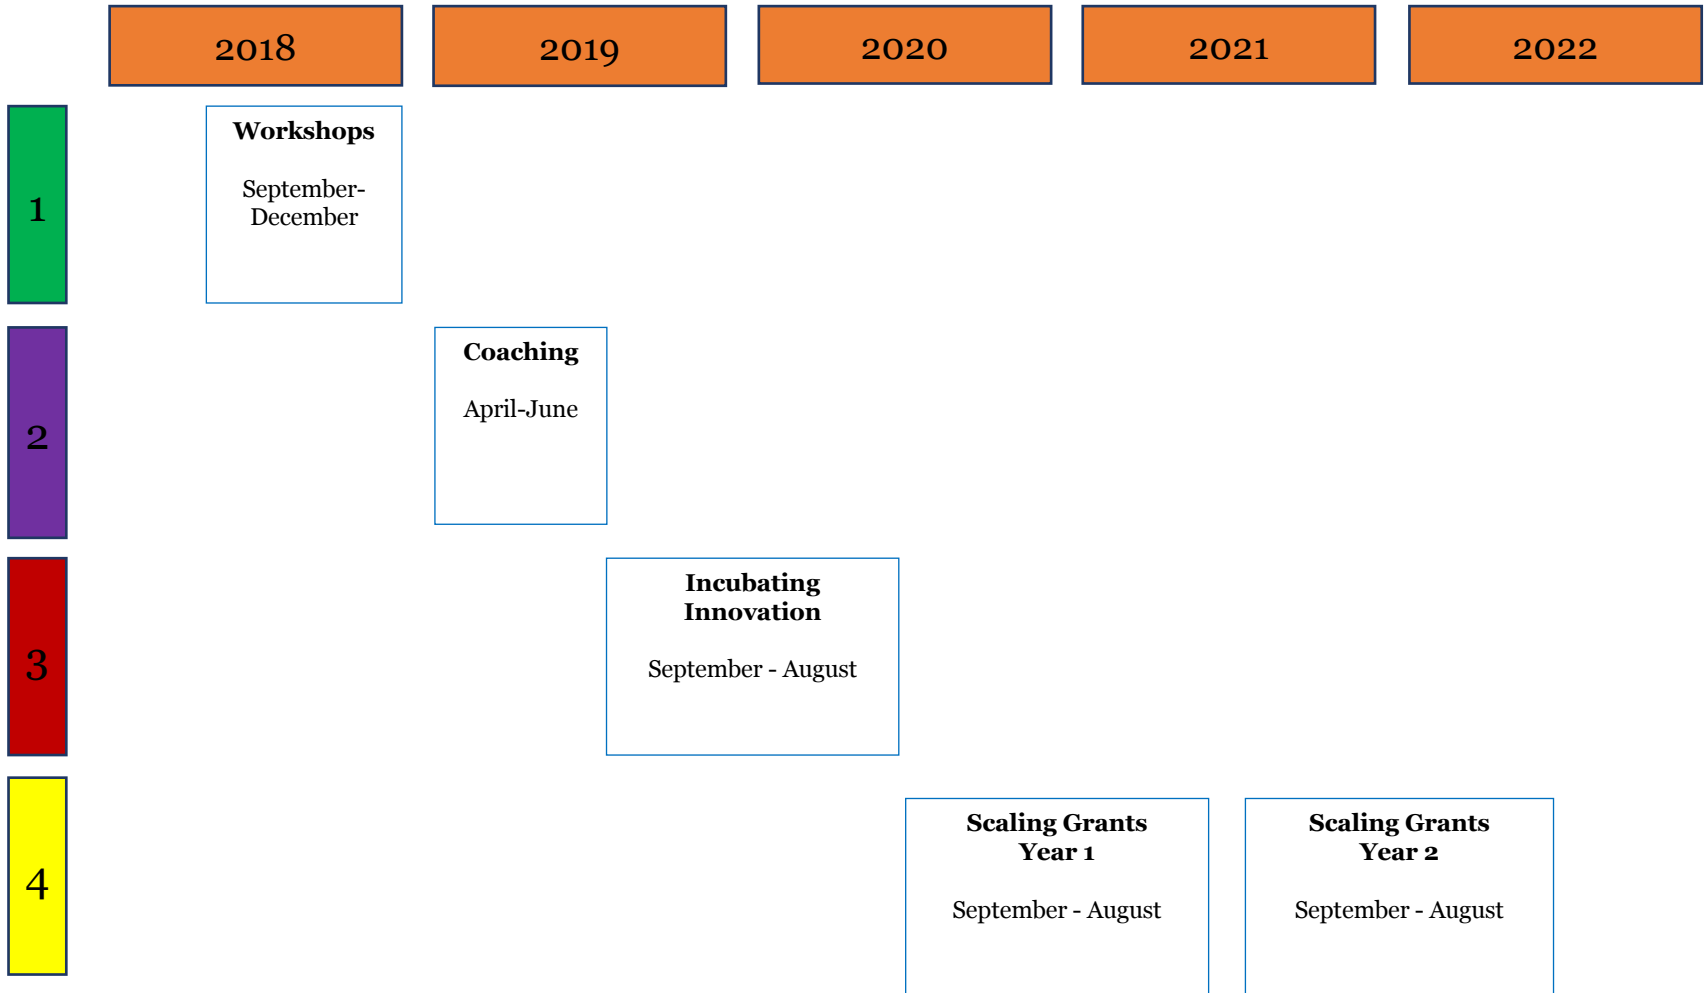 2018
2019
2020
2021
2022
1
Workshops
September-
December
2
Coaching
April-June
3
Incubating
Innovation
September - August
4
Scaling Grants
Year 1
September - August
Scaling Grants
Year 2
September - August